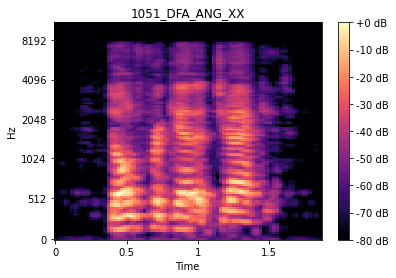 1051_DFA_ANG_XX
8192
4096
2048
1024
512
0
Hz
0
0.5
1
1.5
Time
+0 dB
-10 dB
-20 dB
-30 dB
-40 dB
-50 dB
-60 dB
-70 dB
-80 dB